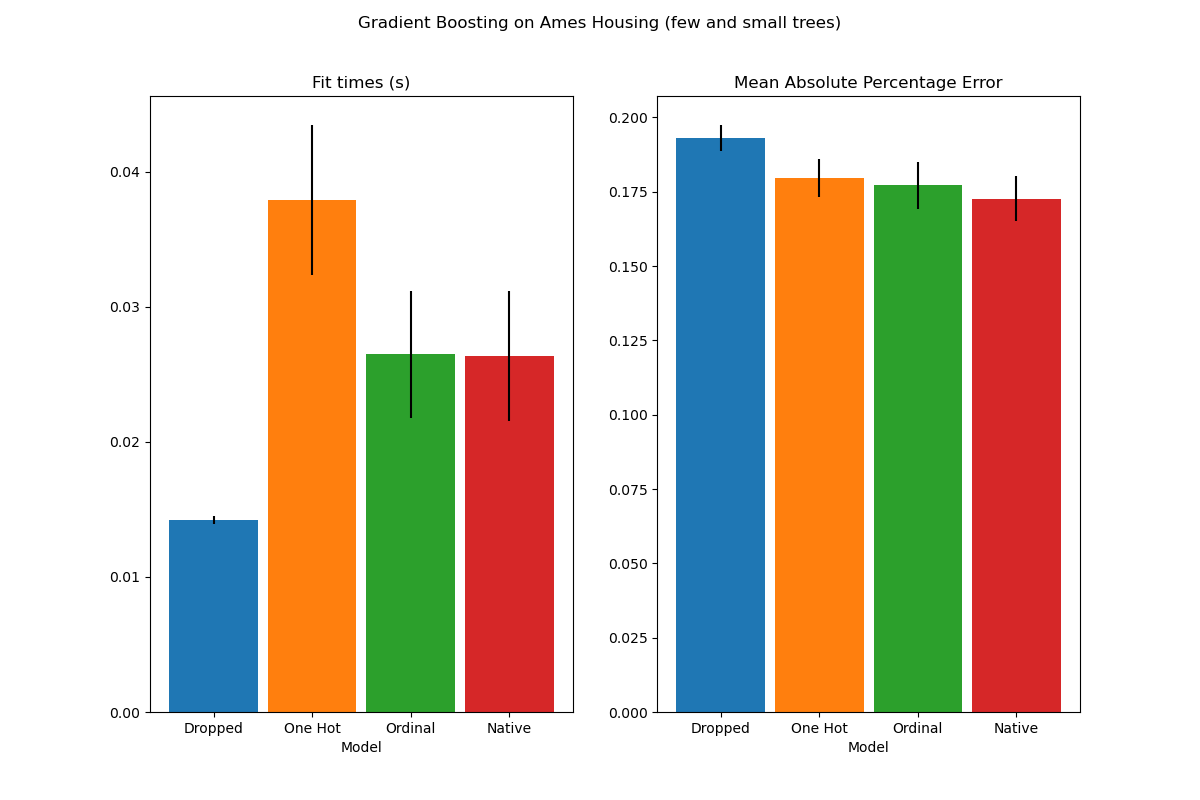 Gradient Boosting on Ames Housing (few and small trees)
Fit times (s)
0.04
0.03
0.02
0.01
0.00
Dropped One Hot Ordinal Native
Model
Mean Absolute Percentage Error
0.200
0.175
0.150
0.125
0.100
0.075
0.050
0.025
0.000
Dropped One Hot Ordinal Native
Model